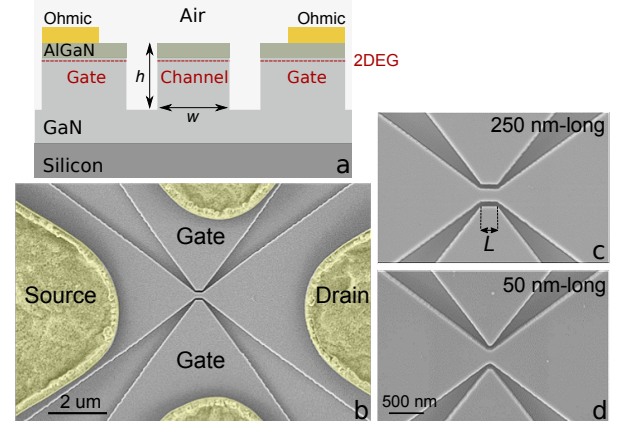 Ohmic
Air
Ohmic
AlGaN
2DEG
Gate
h
Channel
Gate
w
GaN
Silicon
a
250 nm-long
L
c
Gate
Source
Drain
Gate
2 um
b
50 nm-long
500 nm
d